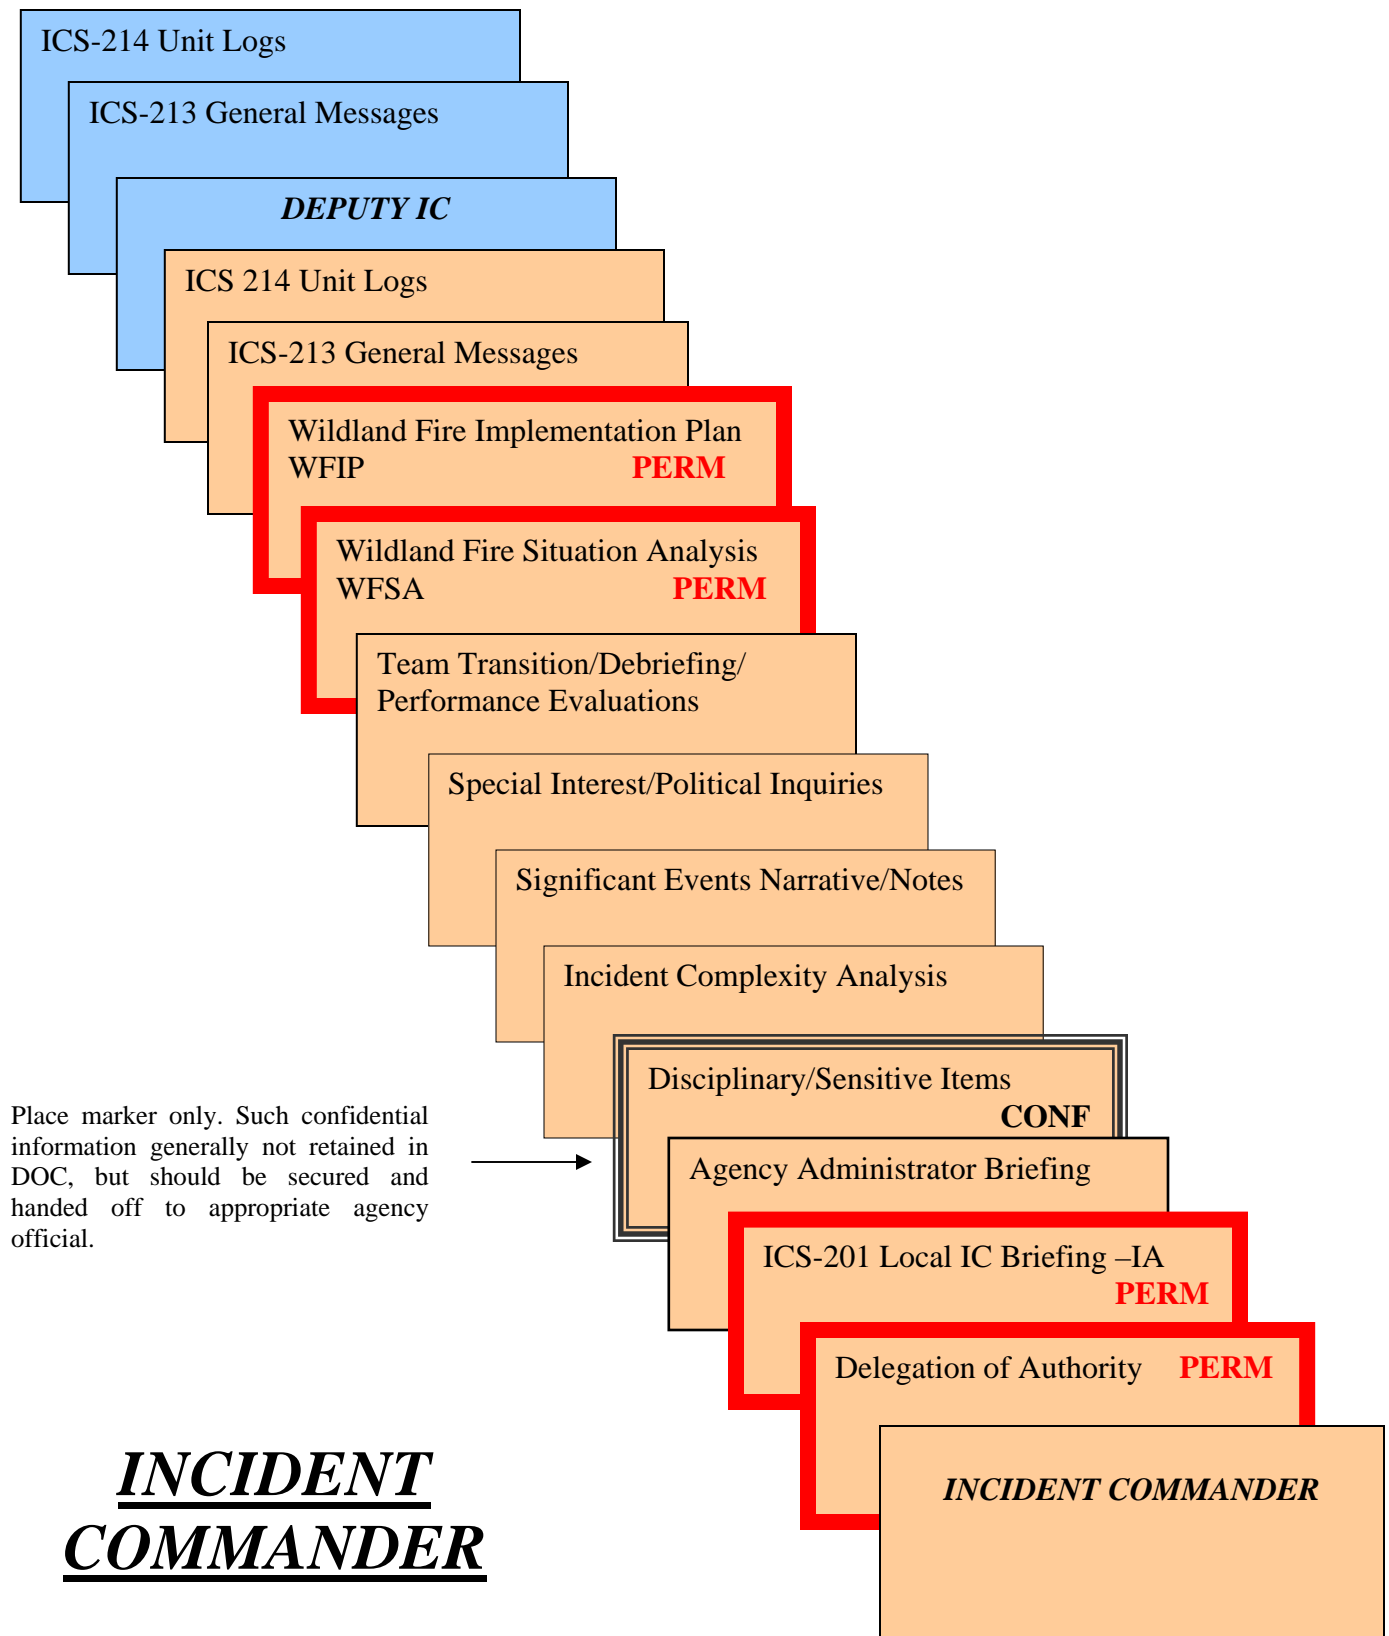 ICS-214 Unit Logs
ICS-213 General Messages
DEPUTY IC
ICS 214 Unit Logs
ICS-213 General Messages
Wildland Fire Implementation Plan
WFIP PERM
Wildland Fire Situation Analysis
WFSA PERM
Team Transition/Debriefing/
Performance Evaluations
Special Interest/Political Inquiries
Significant Events Narrative/Notes
Incident Complexity Analysis
Disciplinary/Sensitive Items
CONF
Place marker only. Such confidential
information generally not retained in
DOC, but should be secured and
handed off to appropriate agency
official.
Agency Administrator Briefing
ICS-201 Local IC Briefing –IA
PERM
Delegation of Authority PERM
INCIDENT COMMANDER
INCIDENT
COMMANDER